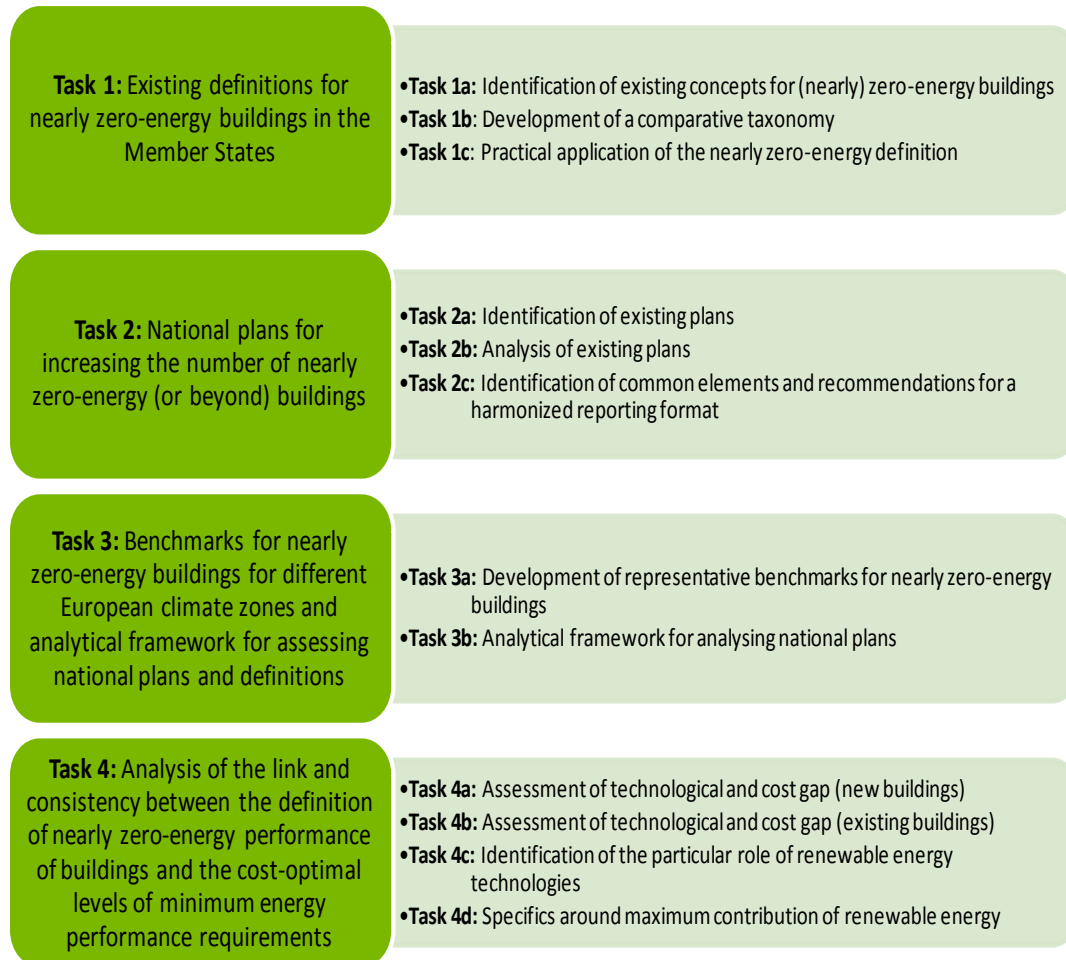 Task 1: Existing definitions for
nearly zero-energy buildings in the
Member States
•Task 1a: Identification of existing concepts for (nearly) zero-energy buildings
•Task 1b: Development of a comparative taxonomy
•Task 1c: Practical application of the nearly zero-energy definition
Task 2: National plans for
increasing the number of nearly
zero-energy (or beyond) buildings
•Task 2a: Identification of existing plans
•Task 2b: Analysis of existing plans
•Task 2c: Identification of common elements and recommendations for a
harmonized reporting format
Task 3: Benchmarks for nearly
zero-energy buildings for different
European climate zones and
analytical framework for assessing
national plans and definitions
•Task 3a: Development of representative benchmarks for nearly zero-energy
buildings
•Task 3b: Analytical framework for analysing national plans
Task 4: Analysis of the link and
consistency between the definition
of nearly zero-energy performance
of buildings and the cost-optimal
levels of minimum energy
performance requirements
•Task 4a: Assessment of technological and cost gap (new buildings)
•Task 4b: Assessment of technological and cost gap (existing buildings)
•Task 4c: Identification of the particular role of renewable energy
technologies
•Task 4d: Specifics around maximum contribution of renewable energy